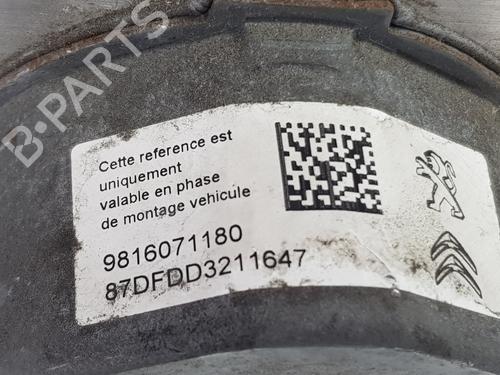 B-PARTS
Cette reference est
uniquement
valable en phase
de montage vehicule
9816071180
87DFDD3211647